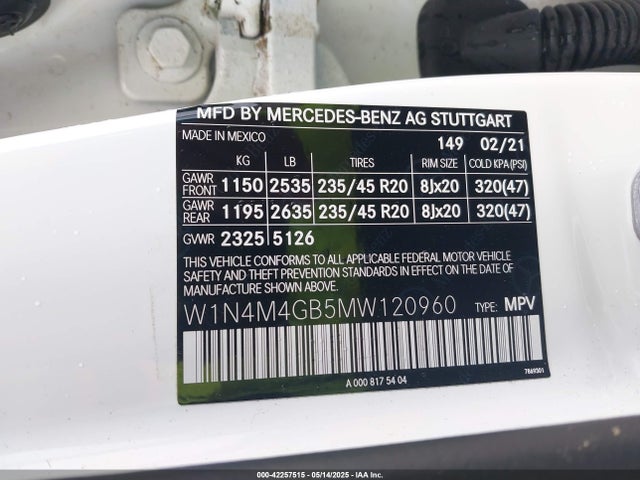 MFD BY MERCEDES-BENZ AG STUTTGART
MADE IN MEXICO 149 02/21
KG LB TIRES RIM SIZE COLD KPA(PSI)
GAWR FRONT 1150 2535 235/45 R20 8Jx20 320(47)
GAWR REAR 1195 2635 235/45 R20 8Jx20 320(47)
GVWR 2325 5126
THIS VEHICLE CONFORMS TO ALL APPLICABLE FEDERAL MOTOR VEHICLE
SAFETY AND THEFT PREVENTION STANDARDS IN EFFECT ON THE DATE
OF MANUFACTURE SHOWN ABOVE.
W1N4M4GB5MW120960 TYPE: MPV
A 000 817 54 04 7869301
000-42257515 - 05/14/2025 - IAAI.COM